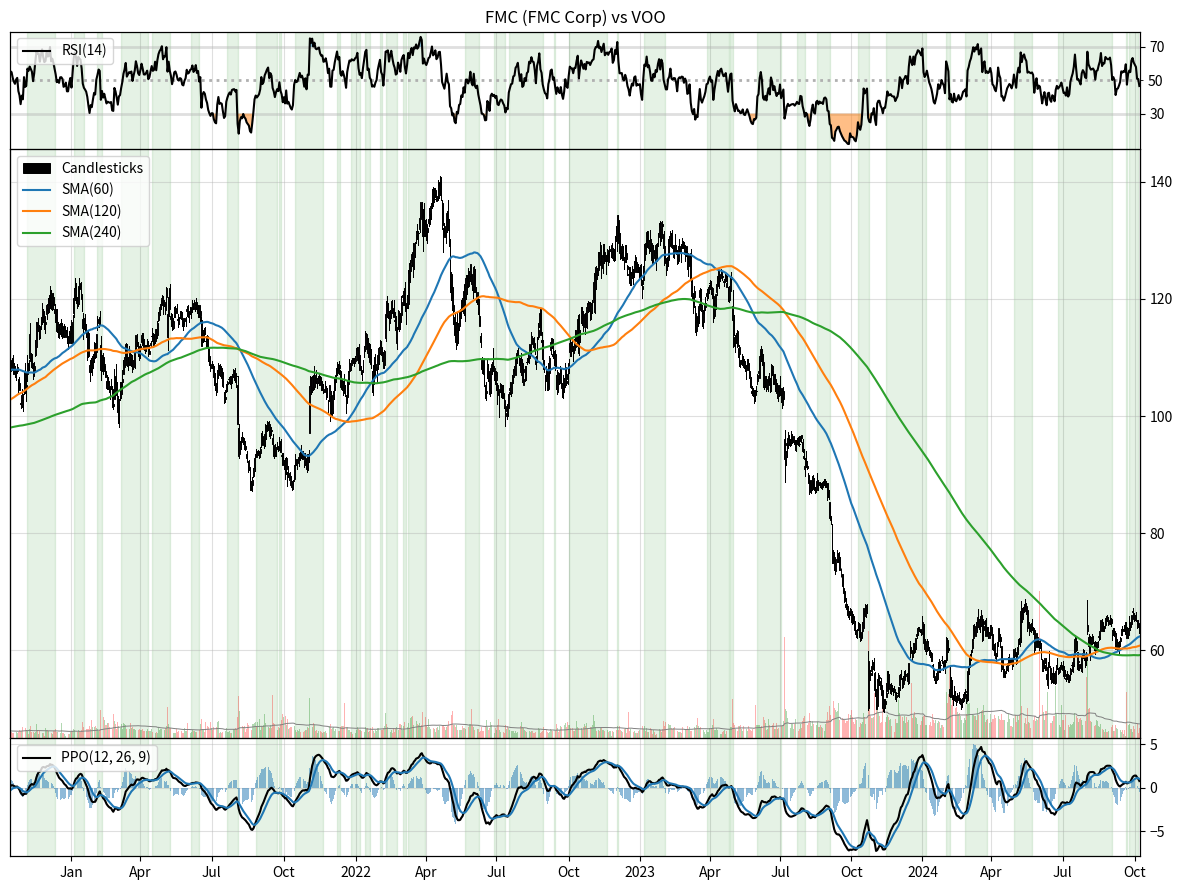 FMC (FMC Corp) vs VOO
RSI(14)
70
50
30
Candlesticks
SMA(60)
SMA(120)
SMA(240)
140
120
100
80
60
PPO(12, 26, 9)
5
0
−5
Jan Apr Jul Oct 2022 Apr Jul Oct 2023 Apr Jul Oct 2024 Apr Jul Oct